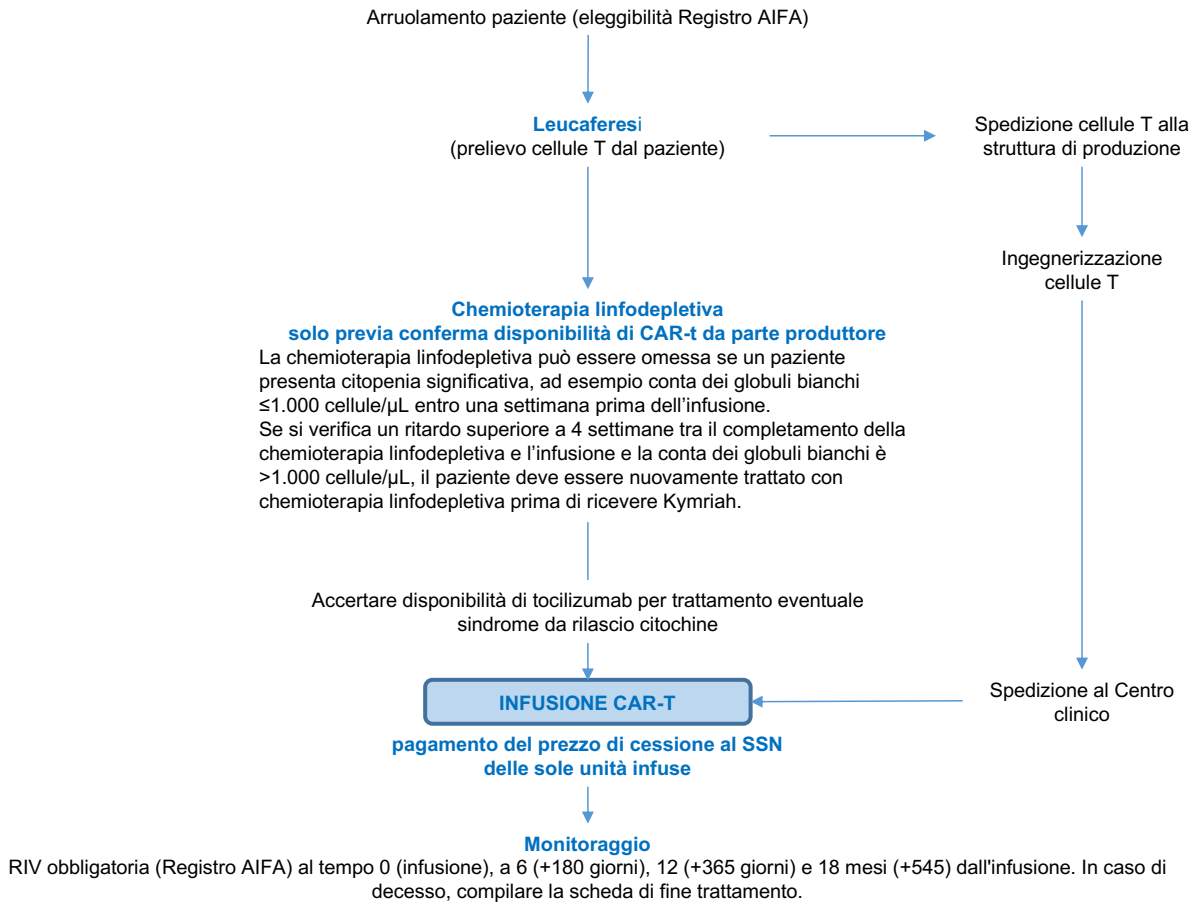 Arruolamento paziente (eleggibilità Registro AIFA)
Leucaferesi
(prelievo cellule T dal paziente)
Spedizione cellule T alla
struttura di produzione
Ingegnerizzazione
cellule T
Chemioterapia linfodepletiva
solo previa conferma disponibilità di CAR-t da parte produttore
La chemioterapia linfodepletiva può essere omessa se un paziente
presenta citopenia significativa, ad esempio conta dei globuli bianchi
≤1.000 cellule/µL entro una settimana prima dell’infusione.
Se si verifica un ritardo superiore a 4 settimane tra il completamento della
chemioterapia linfodepletiva e l’infusione e la conta dei globuli bianchi è
>1.000 cellule/µL, il paziente deve essere nuovamente trattato con
chemioterapia linfodepletiva prima di ricevere Kymriah.
Accertare disponibilità di tocilizumab per trattamento eventuale
sindrome da rilascio citochine
INFUSIONE CAR-T
Spedizione al Centro
clinico
pagamento del prezzo di cessione al SSN
delle sole unità infuse
Monitoraggio
RIV obbligatoria (Registro AIFA) al tempo 0 (infusione), a 6 (+180 giorni), 12 (+365 giorni) e 18 mesi (+545) dall'infusione. In caso di
decesso, compilare la scheda di fine trattamento.